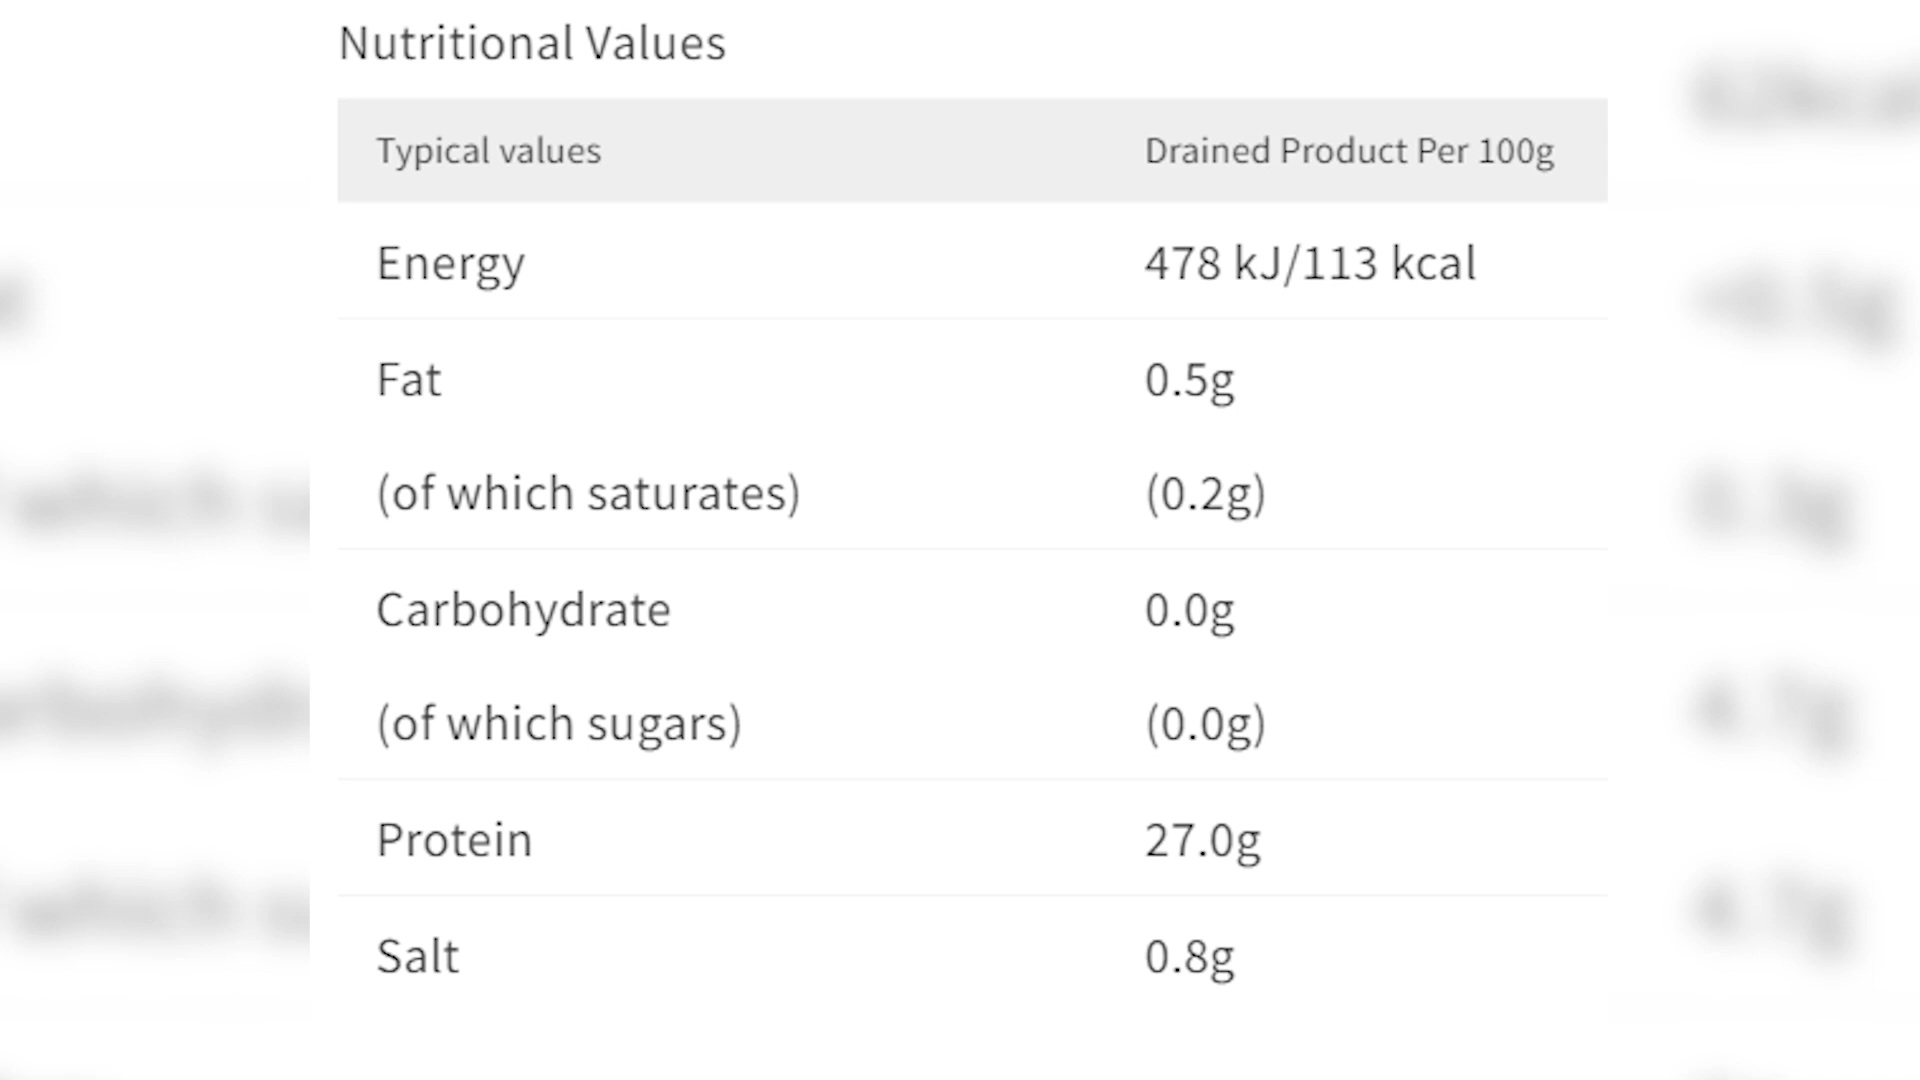 Nutritional Values
Typical values Drained Product Per 100g
Energy 478 kJ/113 kcal
Fat 0.5g
(of which saturates) (0.2g)
Carbohydrate 0.0g
(of which sugars) (0.0g)
Protein 27.0g
Salt 0.8g